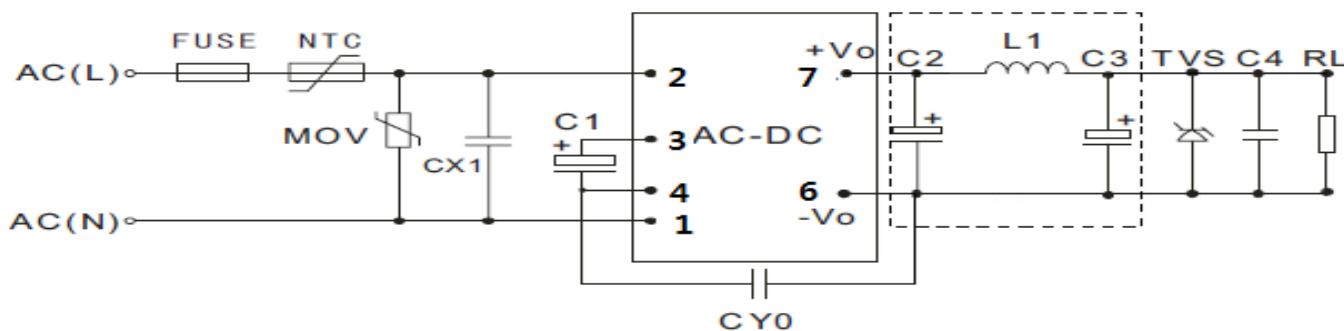 FUSE NTC
AC(L)
MOV
CX1
AC(N)
C1
+
2
3
4
1
AC-DC
+Vo
7
6
-Vo
C2
+
L1
C3
+
TVS
C4
RL
CY0